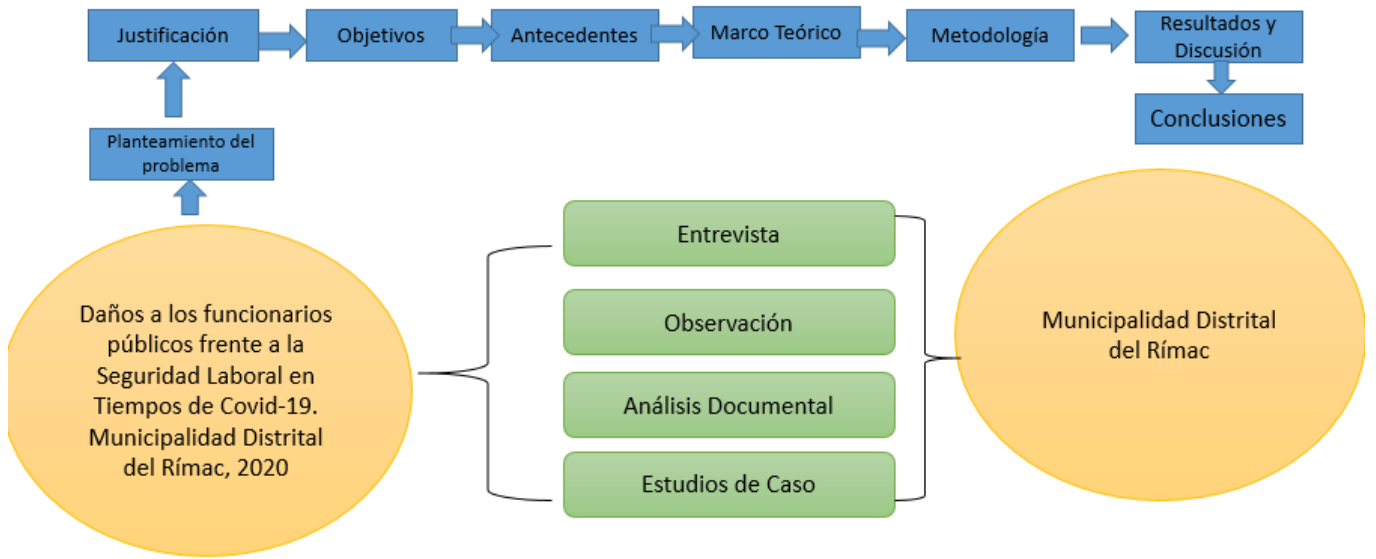 Justificación
Objetivos
Antecedentes
Marco Teórico
Metodología
Resultados y
Discusión
Conclusiones
Planteamiento del
problema
Daños a los funcionarios
públicos frente a la
Seguridad Laboral en
Tiempos de Covid-19.
Municipalidad Distrital
del Rímac, 2020
Entrevista
Observación
Análisis Documental
Estudios de Caso
Municipalidad Distrital
del Rímac